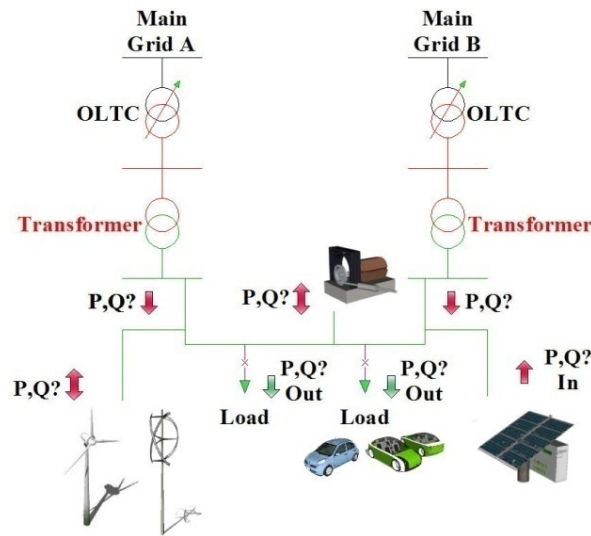 Main
Grid A
Main
Grid B
OLTC
OLTC
Transformer
Transformer
P,Q?
P,Q?
P,Q?
P,Q?
P,Q?
Out
Load
P,Q?
Out
Load
P,Q?
In